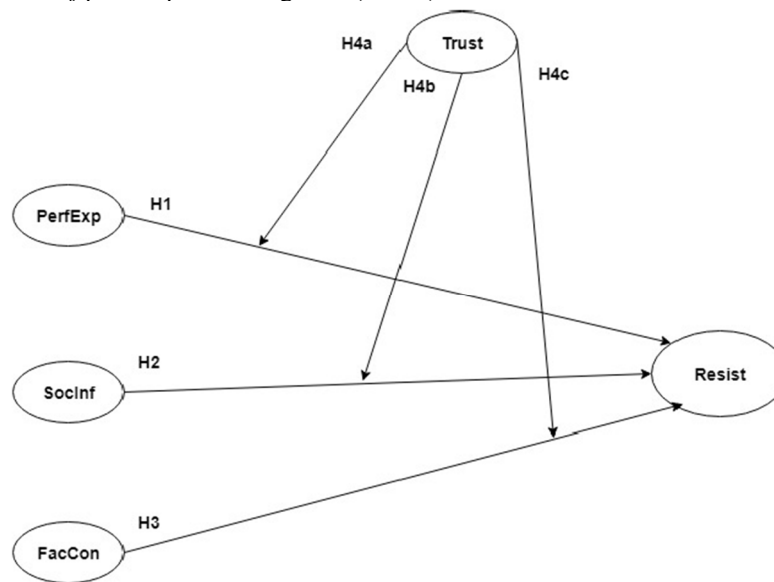 Trust
H4a
H4b
H4c
H1
PerfExp
H2
SocInf
Resist
H3
FacCon